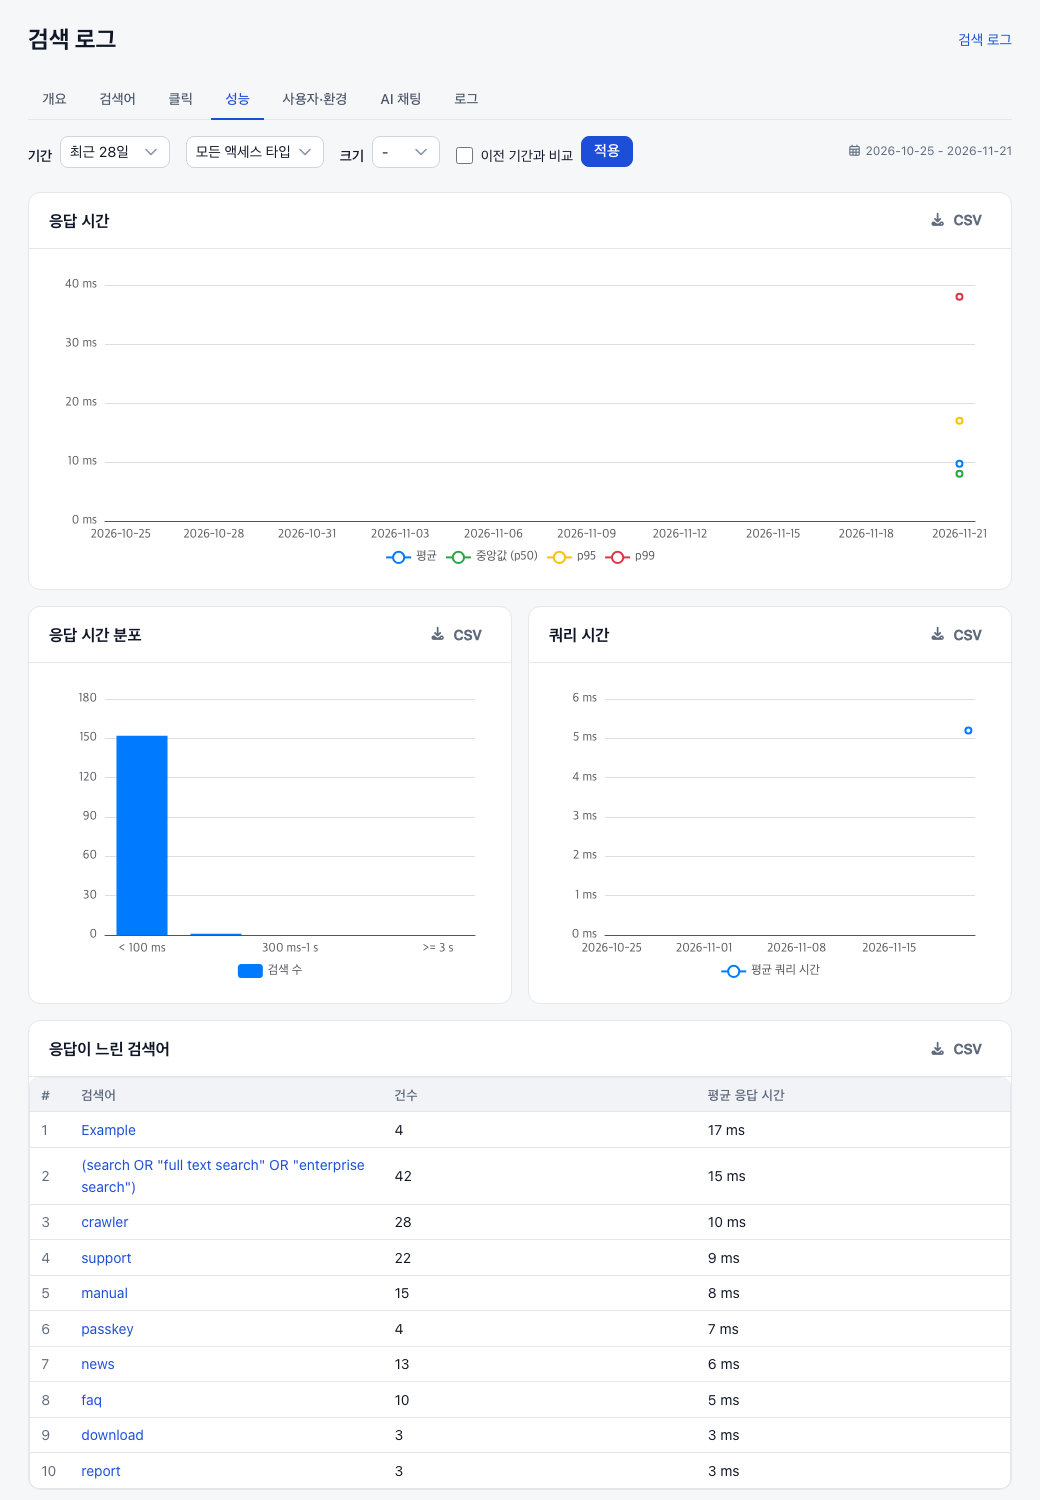 검색 로그
검색 로그
개요 검색어 클릭 성능 사용자·환경 AI 채팅 로그
기간 최근 28일 모든 액세스 타입 크기 - 이전 기간과 비교 적용 2026-10-25 - 2026-11-21
응답 시간 CSV
40 ms
30 ms
20 ms
10 ms
0 ms
2026-10-25 2026-10-28 2026-10-31 2026-11-03 2026-11-06 2026-11-09 2026-11-12 2026-11-15 2026-11-18 2026-11-21
평균 중앙값 (p50) p95 p99
응답 시간 분포 CSV
180
150
120
90
60
30
0
< 100 ms 300 ms-1 s >= 3 s
검색 수
쿼리 시간 CSV
6 ms
5 ms
4 ms
3 ms
2 ms
1 ms
0 ms
2026-10-25 2026-11-01 2026-11-08 2026-11-15
평균 쿼리 시간
응답이 느린 검색어 CSV
# 검색어 건수 평균 응답 시간
1 Example 4 17 ms
2 (search OR "full text search" OR "enterprise search") 42 15 ms
3 crawler 28 10 ms
4 support 22 9 ms
5 manual 15 8 ms
6 passkey 4 7 ms
7 news 13 6 ms
8 faq 10 5 ms
9 download 3 3 ms
10 report 3 3 ms